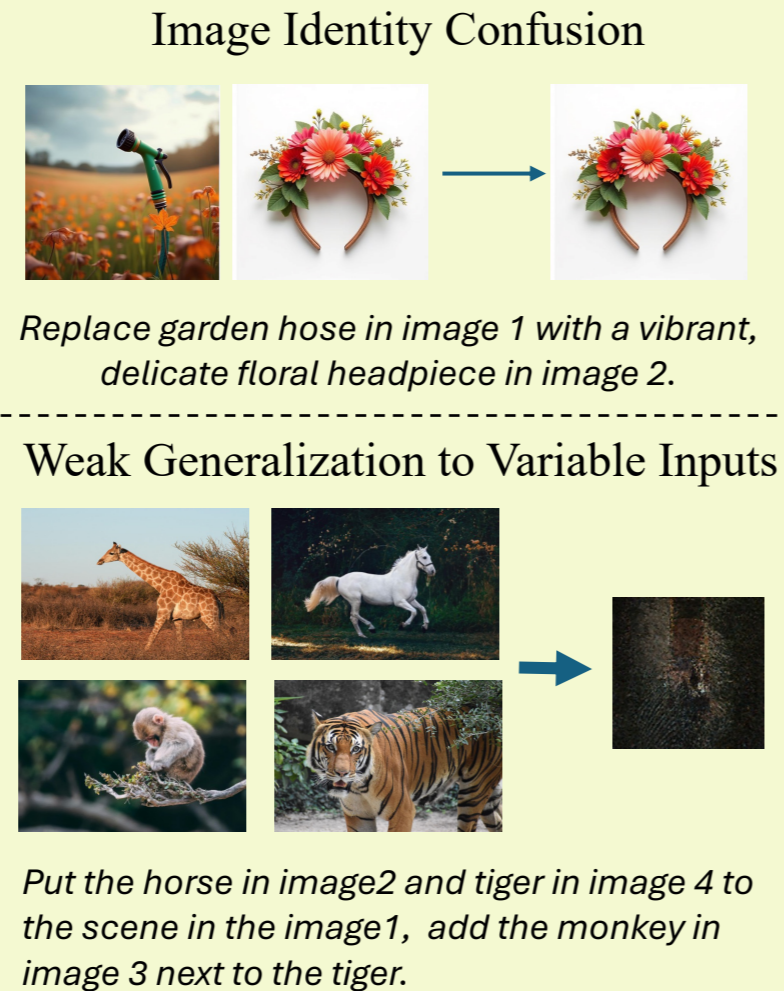 Image Identity Confusion
Replace garden hose in image 1 with a vibrant,
delicate floral headpiece in image 2.
Weak Generalization to Variable Inputs
Put the horse in image2 and tiger in image 4 to
the scene in the image1, add the monkey in
image 3 next to the tiger.